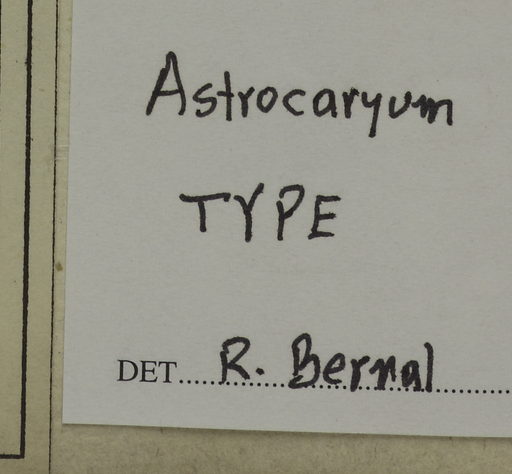 Astrocaryum
TYPE
DET. R. Bernal